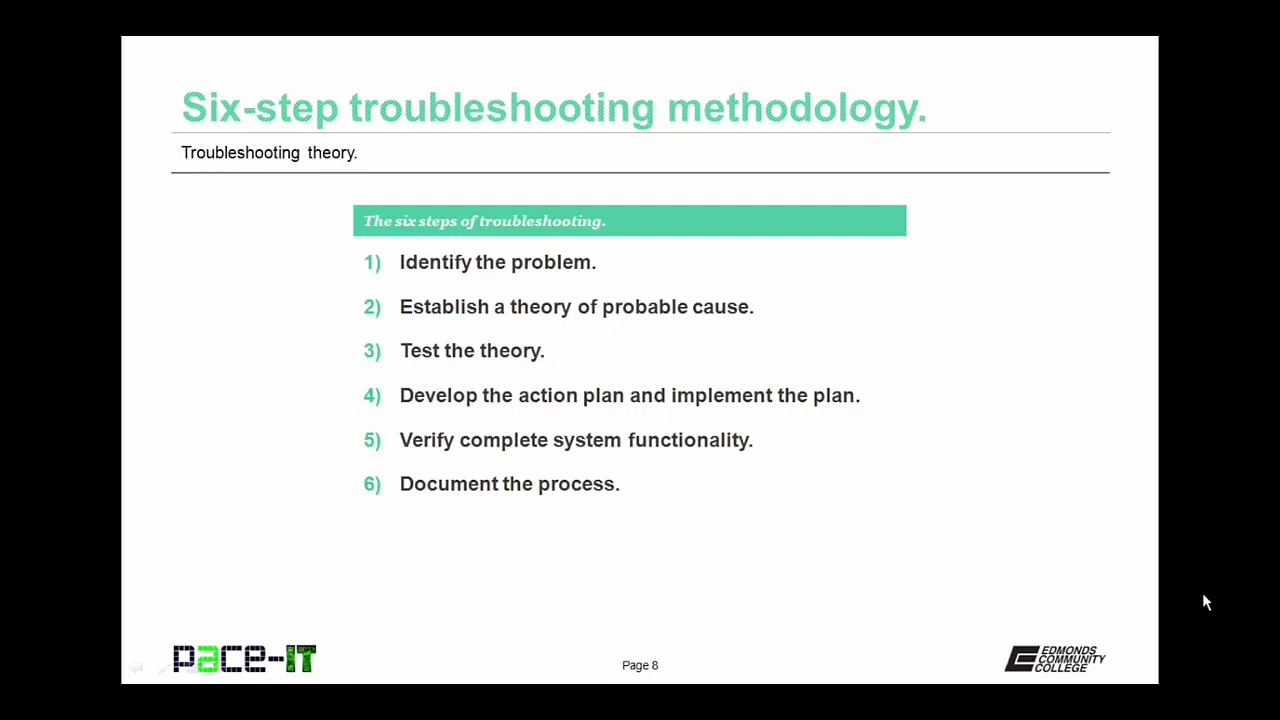 Six-step troubleshooting methodology.
Troubleshooting theory.
The six steps of troubleshooting.
1) Identify the problem.
2) Establish a theory of probable cause.
3) Test the theory.
4) Develop the action plan and implement the plan.
5) Verify complete system functionality.
6) Document the process.
pace-IT
Page 8
EDMONDS
COMMUNITY
COLLEGE